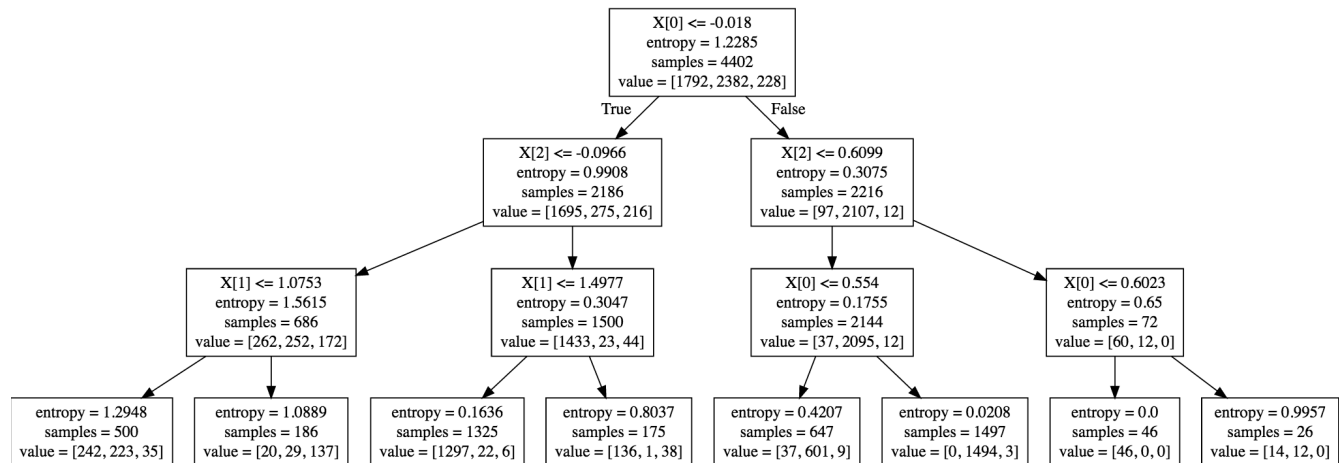 X[0] <= -0.018
entropy = 1.2285
samples = 4402
value = [1792, 2382, 228]
True
False
X[2] <= -0.0966
entropy = 0.9908
samples = 2186
value = [1695, 275, 216]
X[2] <= 0.6099
entropy = 0.3075
samples = 2216
value = [97, 2107, 12]
X[1] <= 1.0753
entropy = 1.5615
samples = 686
value = [262, 252, 172]
X[1] <= 1.4977
entropy = 0.3047
samples = 1500
value = [1433, 23, 44]
X[0] <= 0.554
entropy = 0.1755
samples = 2144
value = [37, 2095, 12]
X[0] <= 0.6023
entropy = 0.65
samples = 72
value = [60, 12, 0]
entropy = 1.2948
samples = 500
value = [242, 223, 35]
entropy = 1.0889
samples = 186
value = [20, 29, 137]
entropy = 0.1636
samples = 1325
value = [1297, 22, 6]
entropy = 0.8037
samples = 175
value = [136, 1, 38]
entropy = 0.4207
samples = 647
value = [37, 601, 9]
entropy = 0.0208
samples = 1497
value = [0, 1494, 3]
entropy = 0.0
samples = 46
value = [46, 0, 0]
entropy = 0.9957
samples = 26
value = [14, 12, 0]